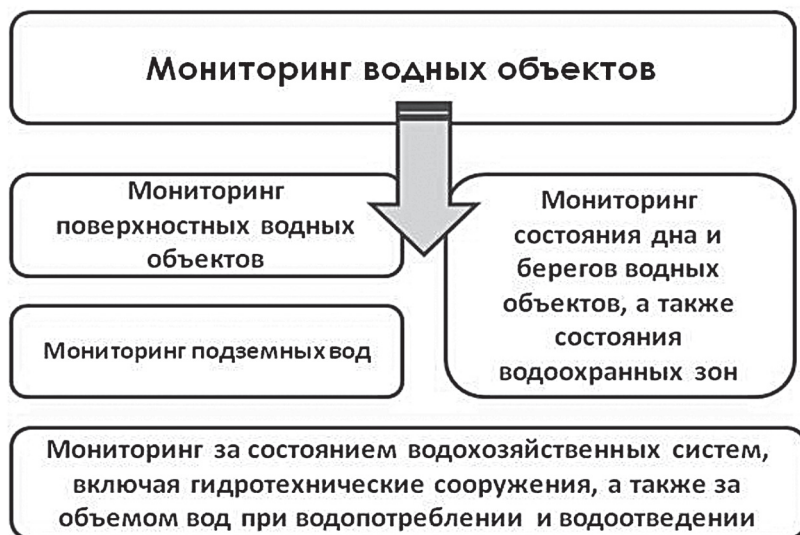 Мониторинг водных объектов
Мониторинг
поверхностных водных
объектов
Мониторинг
состояния дна и
берегов водных
объектов, а также
состояния
водоохранных зон
Мониторинг подземных вод
Мониторинг за состоянием водохозяйственных систем,
включая гидротехнические сооружения, а также за
объемом вод при водопотреблении и водоотведении